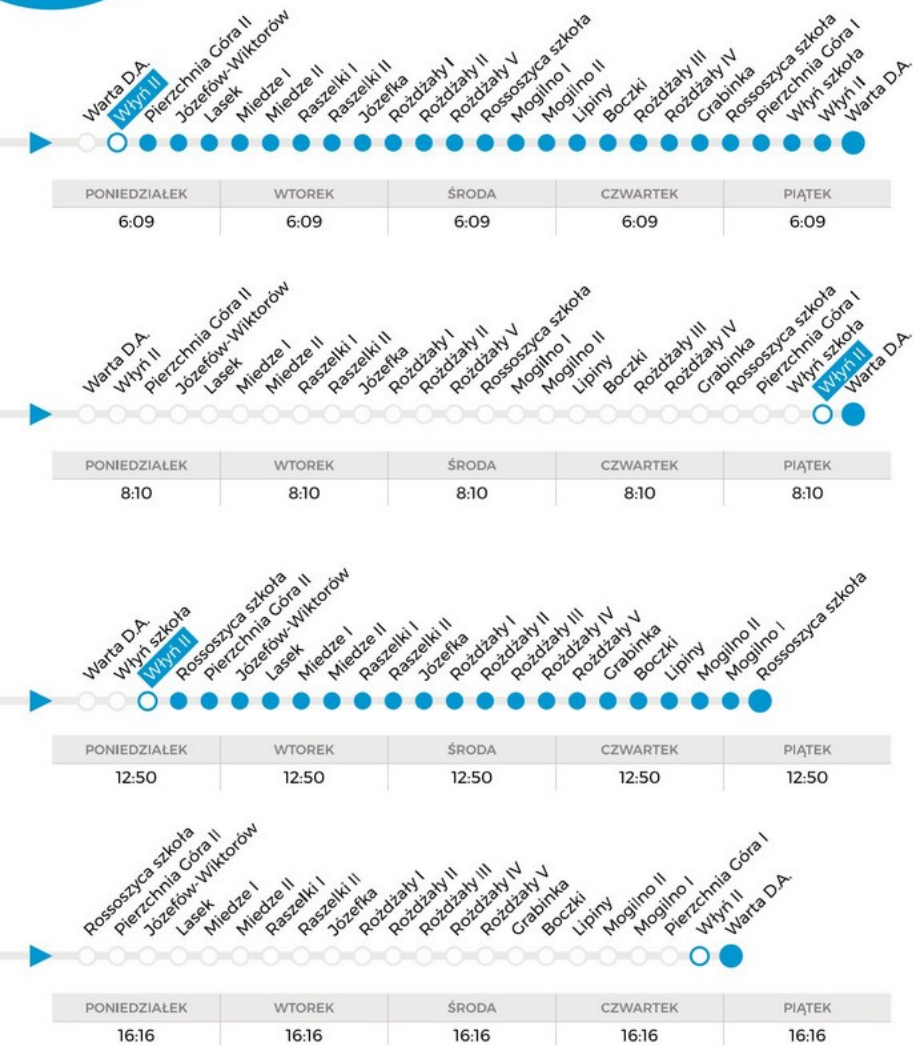 Warta D.A.
Włyń II
Pierzchnia Góra II
Józefów-Wiktorów
Lasek
Miedze I
Miedze II
Raszelki I
Raszelki II
Józefka
Rożdżały I
Rożdżały II
Rożdżały V
Rossoszyca szkoła
Mogilno I
Mogilno II
Lipiny
Boczki
Rożdżały III
Rożdżały IV
Grabinka
Rossoszyca szkoła
Pierzchnia Góra I
Włyń szkoła
Włyń II
Warta D.A.
PONIEDZIAŁEK WTOREK ŚRODA CZWARTEK PIĄTEK
6:09 6:09 6:09 6:09 6:09
Warta D.A.
Włyń II
Pierzchnia Góra II
Józefów-Wiktorów
Lasek
Miedze I
Miedze II
Raszelki I
Raszelki II
Józefka
Rożdżały I
Rożdżały II
Rożdżały V
Rossoszyca szkoła
Mogilno I
Mogilno II
Lipiny
Boczki
Rożdżały III
Rożdżały IV
Grabinka
Rossoszyca szkoła
Pierzchnia Góra I
Włyń szkoła
Włyń II
Warta D.A.
PONIEDZIAŁEK WTOREK ŚRODA CZWARTEK PIĄTEK
8:10 8:10 8:10 8:10 8:10
Warta D.A.
Włyń szkoła
Włyń II
Rossoszyca szkoła
Pierzchnia Góra II
Józefów-Wiktorów
Lasek
Miedze I
Miedze II
Raszelki I
Raszelki II
Józefka
Rożdżały I
Rożdżały II
Rożdżały III
Rożdżały IV
Rożdżały V
Grabinka
Boczki
Lipiny
Mogilno II
Mogilno I
Rossoszyca szkoła
PONIEDZIAŁEK WTOREK ŚRODA CZWARTEK PIĄTEK
12:50 12:50 12:50 12:50 12:50
Rossoszyca szkoła
Pierzchnia Góra II
Józefów-Wiktorów
Lasek
Miedze I
Miedze II
Raszelki I
Raszelki II
Józefka
Rożdżały I
Rożdżały II
Rożdżały III
Rożdżały IV
Rożdżały V
Grabinka
Boczki
Lipiny
Mogilno II
Mogilno I
Pierzchnia Góra I
Włyń II
Warta D.A.
PONIEDZIAŁEK WTOREK ŚRODA CZWARTEK PIĄTEK
16:16 16:16 16:16 16:16 16:16